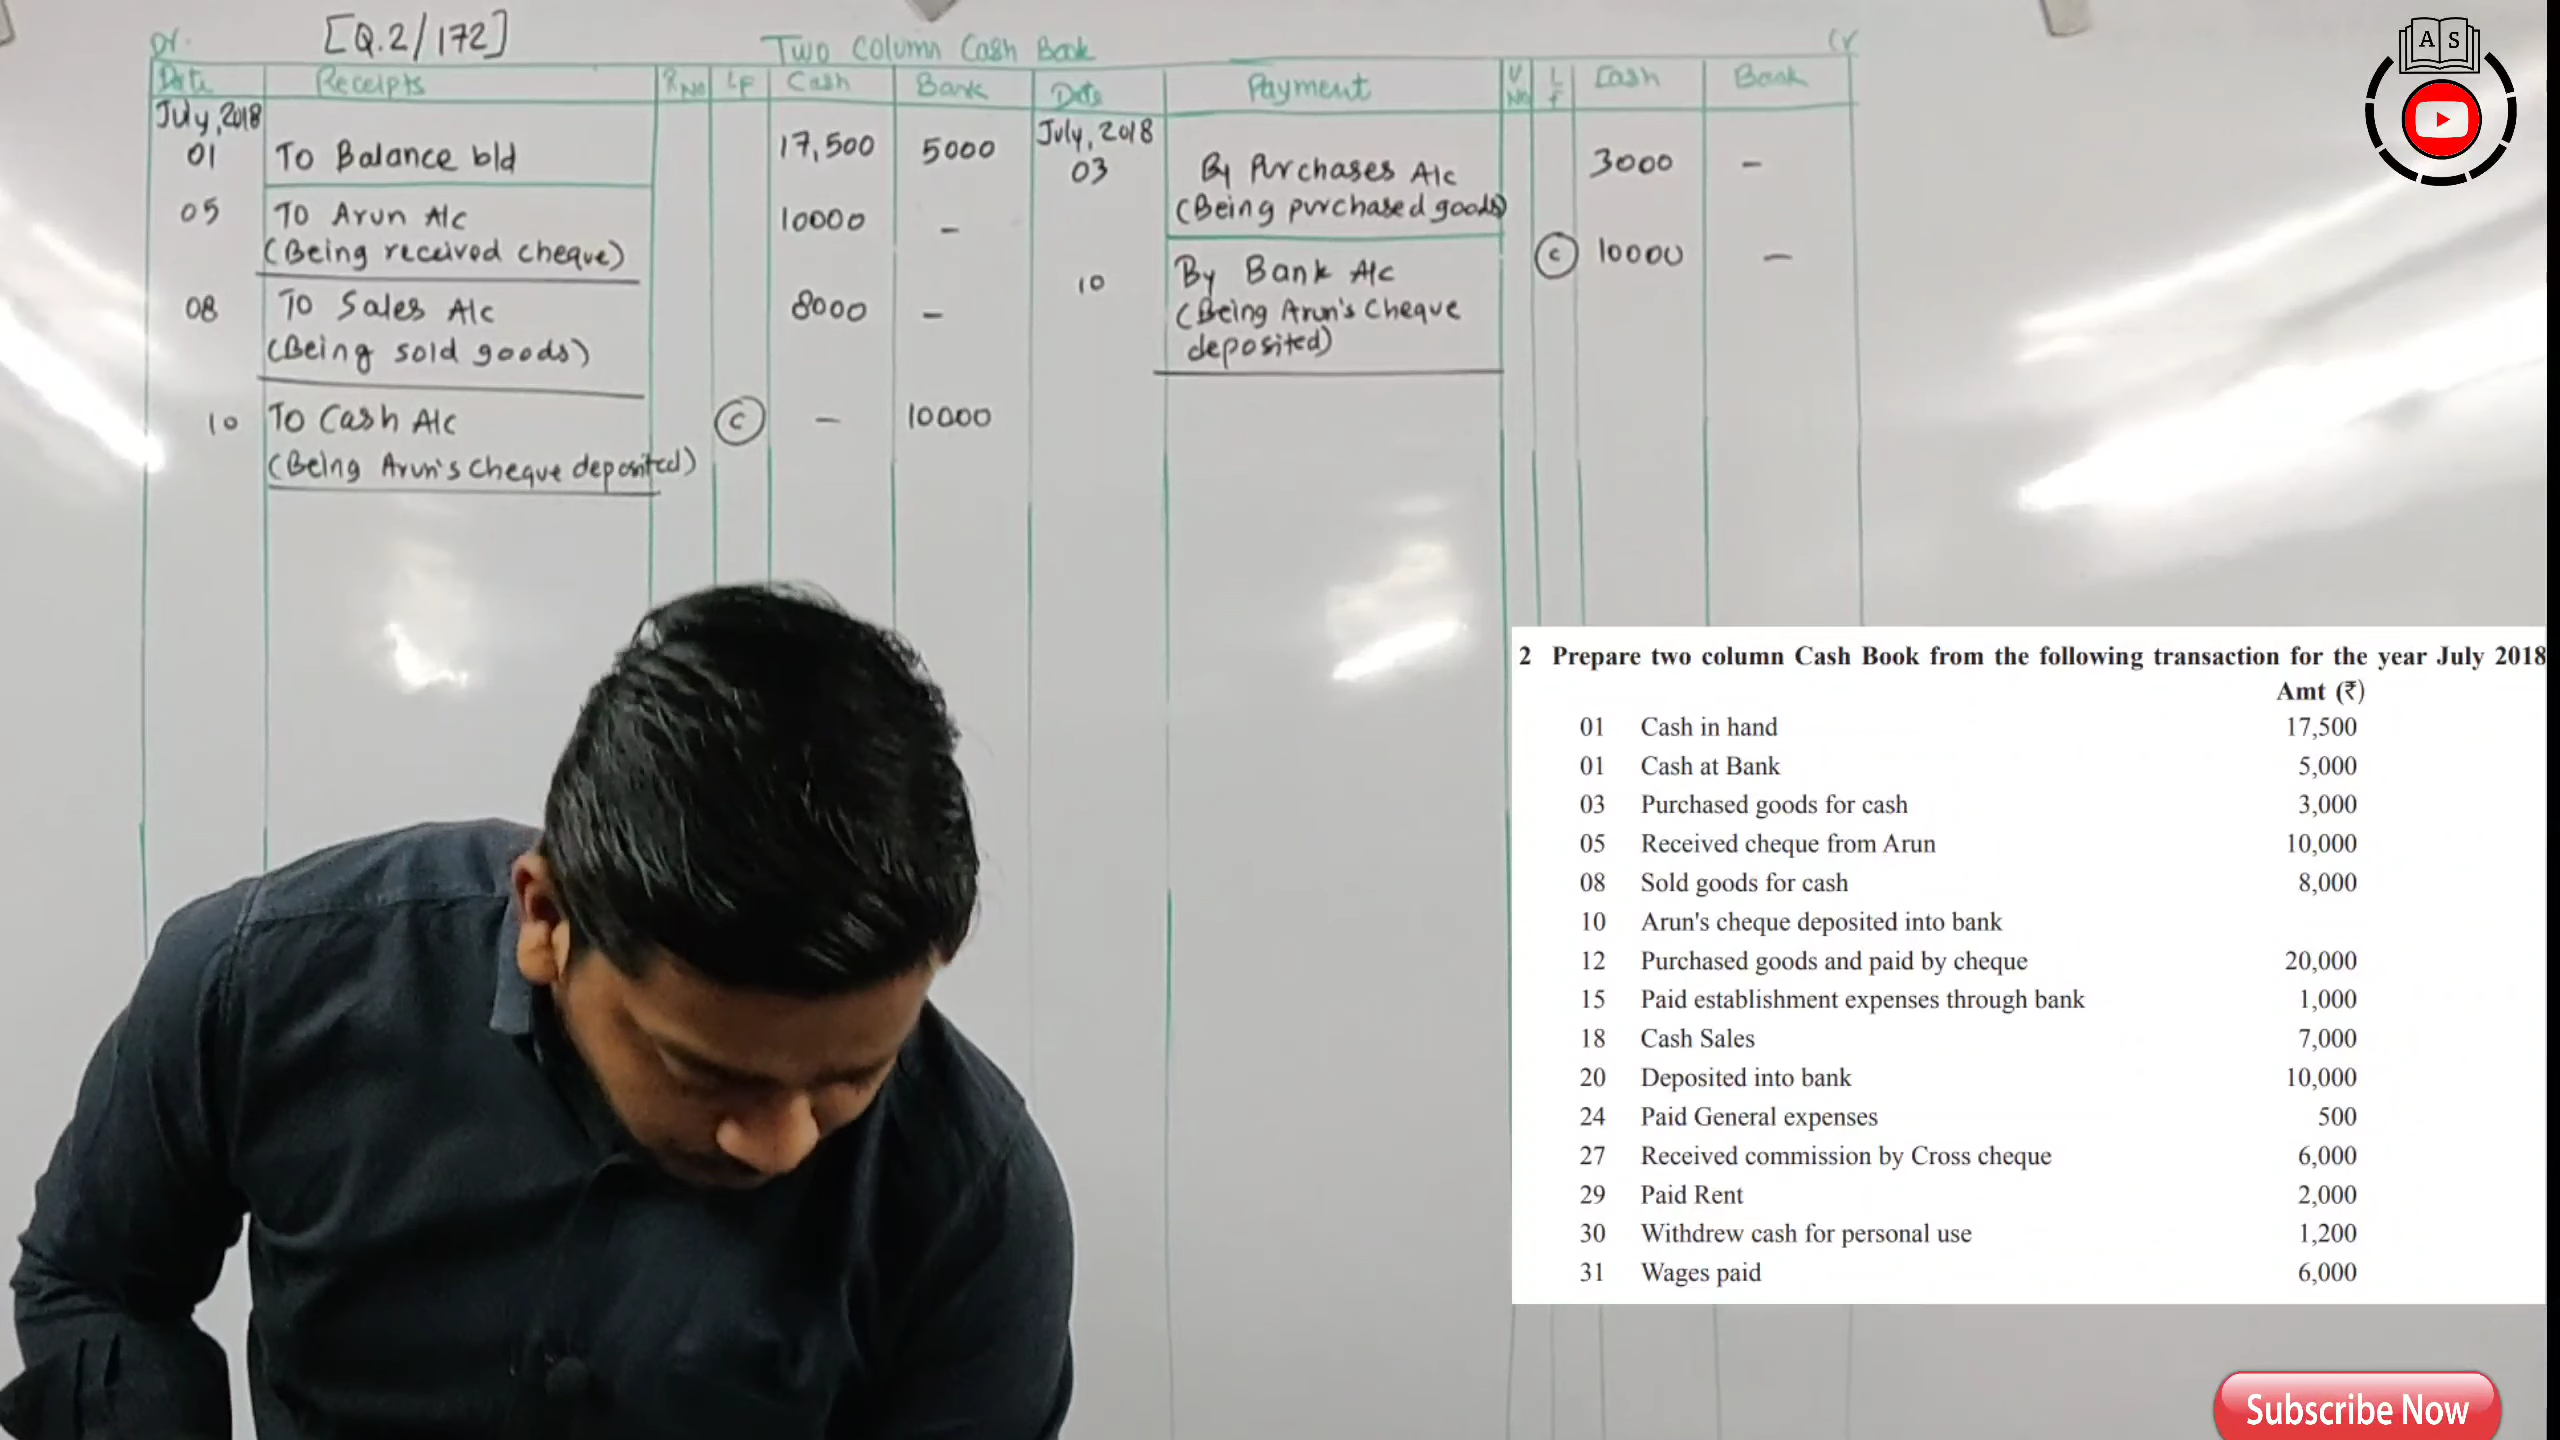 [Q.2/172]
Two Column Cash Book
Dr. Cr
Date Receipts R No LF Cash Bank Date Payment V No L F Cash Bank
July, 2018 July, 2018
01 To Balance b/d 17,500 5000 03 By Purchases A/c 3000 -
(Being purchased goods)
05 To Arun A/c 10000 -
(Being received cheque)
10 By Bank A/c C 10000 -
(Being Arun's Cheque
deposited)
08 To Sales A/c 8000 -
(Being sold goods)
10 To Cash A/c C - 10000
(Being Arun's cheque deposited)
A S
2 Prepare two column Cash Book from the following transaction for the year July 2018
Amt (₹)
01 Cash in hand 17,500
01 Cash at Bank 5,000
03 Purchased goods for cash 3,000
05 Received cheque from Arun 10,000
08 Sold goods for cash 8,000
10 Arun's cheque deposited into bank
12 Purchased goods and paid by cheque 20,000
15 Paid establishment expenses through bank 1,000
18 Cash Sales 7,000
20 Deposited into bank 10,000
24 Paid General expenses 500
27 Received commission by Cross cheque 6,000
29 Paid Rent 2,000
30 Withdrew cash for personal use 1,200
31 Wages paid 6,000
Subscribe Now